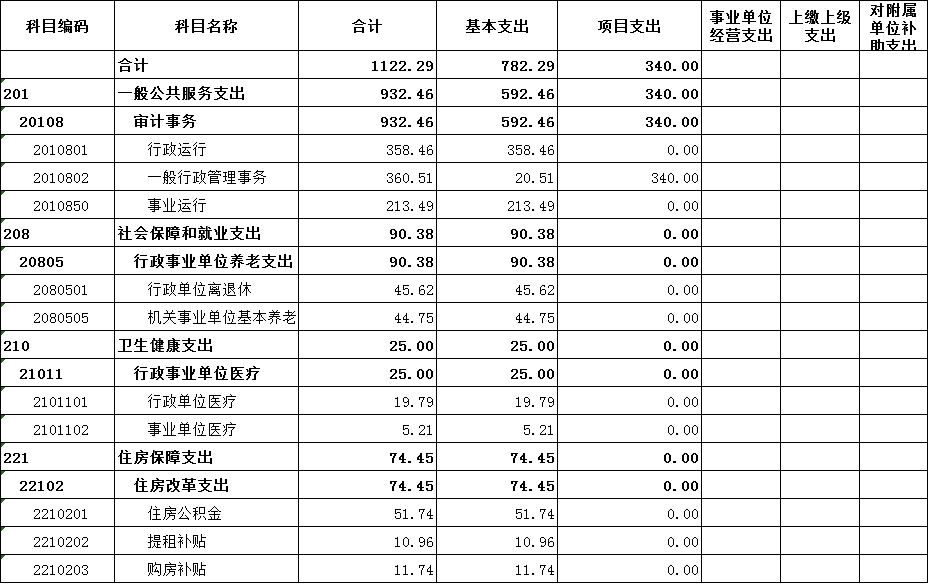 科目编码 科目名称 合计 基本支出 项目支出 事业单位经营支出 上缴上级支出 对附属单位补助支出
合计 1122.29 782.29 340.00
201 一般公共服务支出 932.46 592.46 340.00
20108 审计事务 932.46 592.46 340.00
2010801 行政运行 358.46 358.46 0.00
2010802 一般行政管理事务 360.51 20.51 340.00
2010850 事业运行 213.49 213.49 0.00
208 社会保障和就业支出 90.38 90.38 0.00
20805 行政事业单位养老支出 90.38 90.38 0.00
2080501 行政单位离退休 45.62 45.62 0.00
2080505 机关事业单位基本养老 44.75 44.75 0.00
210 卫生健康支出 25.00 25.00 0.00
21011 行政事业单位医疗 25.00 25.00 0.00
2101101 行政单位医疗 19.79 19.79 0.00
2101102 事业单位医疗 5.21 5.21 0.00
221 住房保障支出 74.45 74.45 0.00
22102 住房改革支出 74.45 74.45 0.00
2210201 住房公积金 51.74 51.74 0.00
2210202 提租补贴 10.96 10.96 0.00
2210203 购房补贴 11.74 11.74 0.00